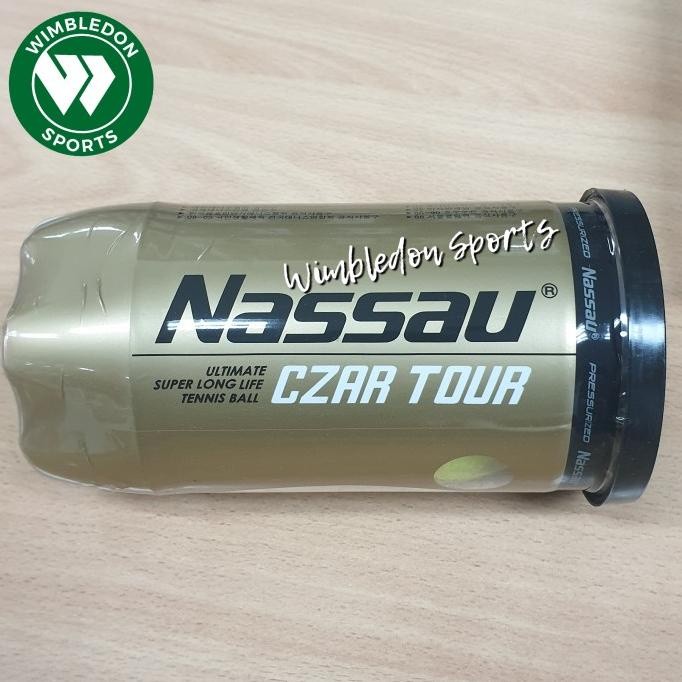 WIMBLEDON
SPORTS
Wimbledon Sports
Nassau®
ULTIMATE
SUPER LONG LIFE
TENNIS BALL
CZAR TOUR
PRESSURIZED Nassau® PRESSURIZED Nassau